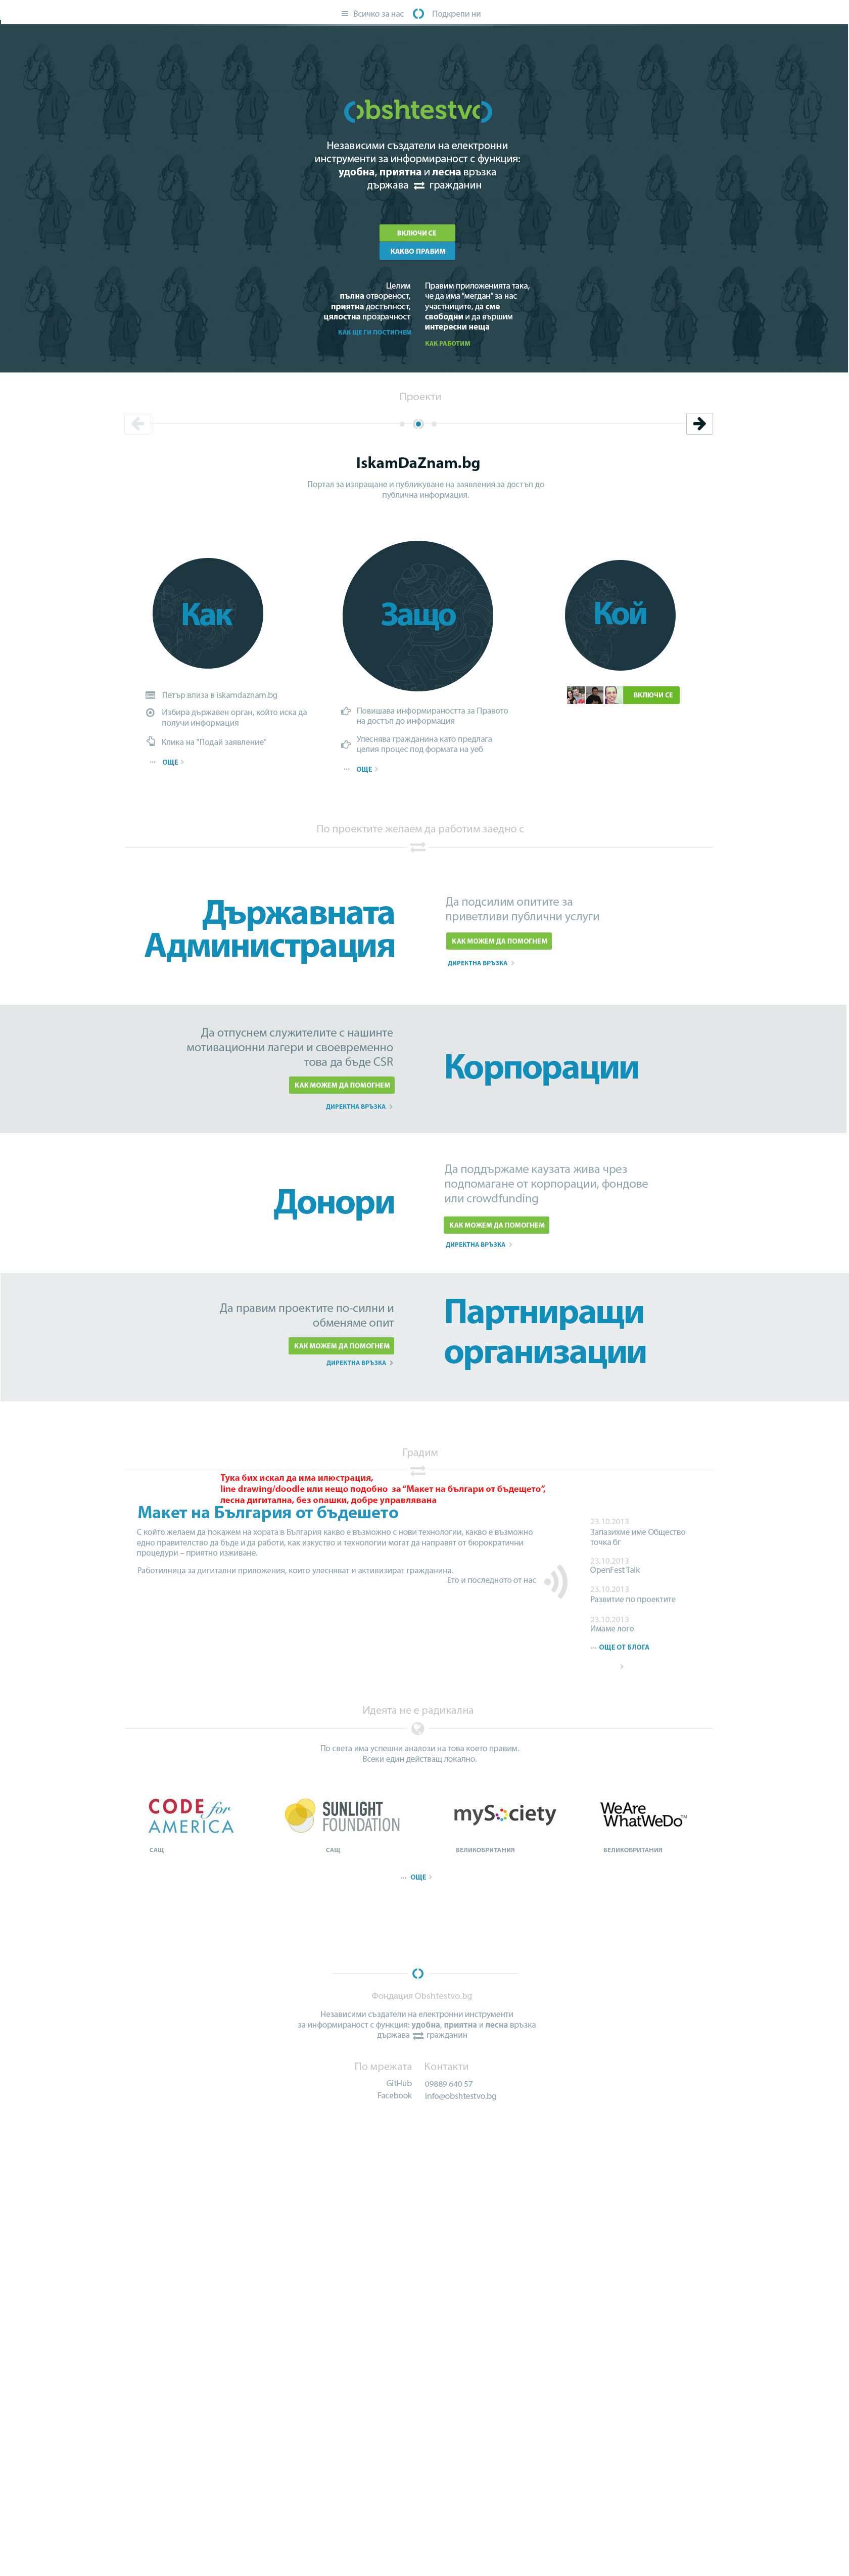 Всичко за нас
Подкрепи ни
obshtestvo
Независими създатели на електронни
инструменти за информираност с функция:
удобна, приятна и лесна връзка
държава гражданин
ВКЛЮЧИ СЕ
КАКВО ПРАВИМ
Целим
пълна отвореност,
приятна достъпност,
цялостна прозрачност
КАК ЩЕ ГИ ПОСТИГНЕМ
Правим приложенията така,
че да има “мегдан” за нас
участниците, да сме
свободни и да вършим
интересни неща
КАК РАБОТИМ
Проекти
IskamDaZnam.bg
Портал за изпращане и публикуване на заявления за достъп до
публична информация.
Как
Петър влиза в iskamdaznam.bg
Избира държавен орган, който иска да
получи информация
Клика на "Подай заявление"
... ОЩЕ
Защо
Повишава информираността за Правото
на достъп до информация
Улеснява гражданина като предлага
целия процес под формата на уеб
... ОЩЕ
Кой
ВКЛЮЧИ СЕ
По проектите желаем да работим заедно с
Държавната
Администрация
Да подсилим опитите за
приветливи публични услуги
КАК МОЖЕМ ДА ПОМОГНЕМ
ДИРЕКТНА ВРЪЗКА
Да отпуснем служителите с нашинте
мотивационни лагери и своевременно
това да бъде CSR
КАК МОЖЕМ ДА ПОМОГНЕМ
ДИРЕКТНА ВРЪЗКА
Корпорации
Донори
Да поддържаме каузата жива чрез
подпомагане от корпорации, фондове
или crowdfunding
КАК МОЖЕМ ДА ПОМОГНЕМ
ДИРЕКТНА ВРЪЗКА
Да правим проектите по-силни и
обменяме опит
КАК МОЖЕМ ДА ПОМОГНЕМ
ДИРЕКТНА ВРЪЗКА
Партниращи
организации
Градим
Тука бих искал да има илюстрация,
line drawing/doodle или нещо подобно за “Макет на българи от бъдещето”,
лесна дигитална, без опашки, добре управлявана
Макет на България от бъдешето
С който желаем да покажем на хората в България какво е възможно с нови технологии, какво е възможно
едно правителство да бъде и да работи, как изкуство и технологии могат да направят от бюрократични
процедури – приятно изживане.
Работилница за дигитални приложения, които улесняват и активизират гражданина.
Ето и последното от нас
23.10.2013
Запазихме име Общество
точка бг
23.10.2013
OpenFest Talk
23.10.2013
Развитие по проектите
23.10.2013
Имаме лого
... ОЩЕ ОТ БЛОГА
Идеята не е радикална
По света има успешни анализи на това което правим.
Всеки един действащ локално.
CODE for
AMERICA
САЩ
SUNLIGHT
FOUNDATION
САЩ
mySociety
ВЕЛИКОБРИТАНИЯ
WeAre
WhatWeDo™
ВЕЛИКОБРИТАНИЯ
... ОЩЕ
Фондация Obshtestvo.bg
Независими създатели на електронни инструменти
за информираност с функция: удобна, приятна и лесна връзка
държава гражданин
По мрежата
GitHub
Facebook
Контакти
09889 640 57
info@obshtestvo.bg